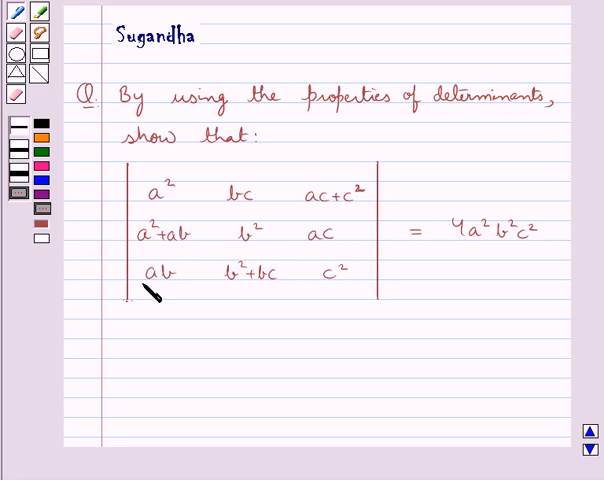 Sugandha
Q. By using the properties of determinants,
show that:
| a² bc ac+c² |
| a²+ab b² ac | = 4a²b²c²
| ab b²+bc c² |